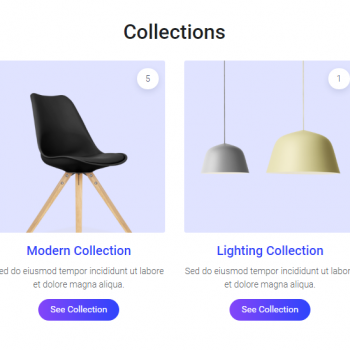 Collections
5
1
Modern Collection
Lighting Collection
sed do eiusmod tempor incididunt ut labore
et dolore magna aliqua.
Sed do eiusmod tempor incididunt ut labore
et dolore magna aliqua.
See Collection
See Collection